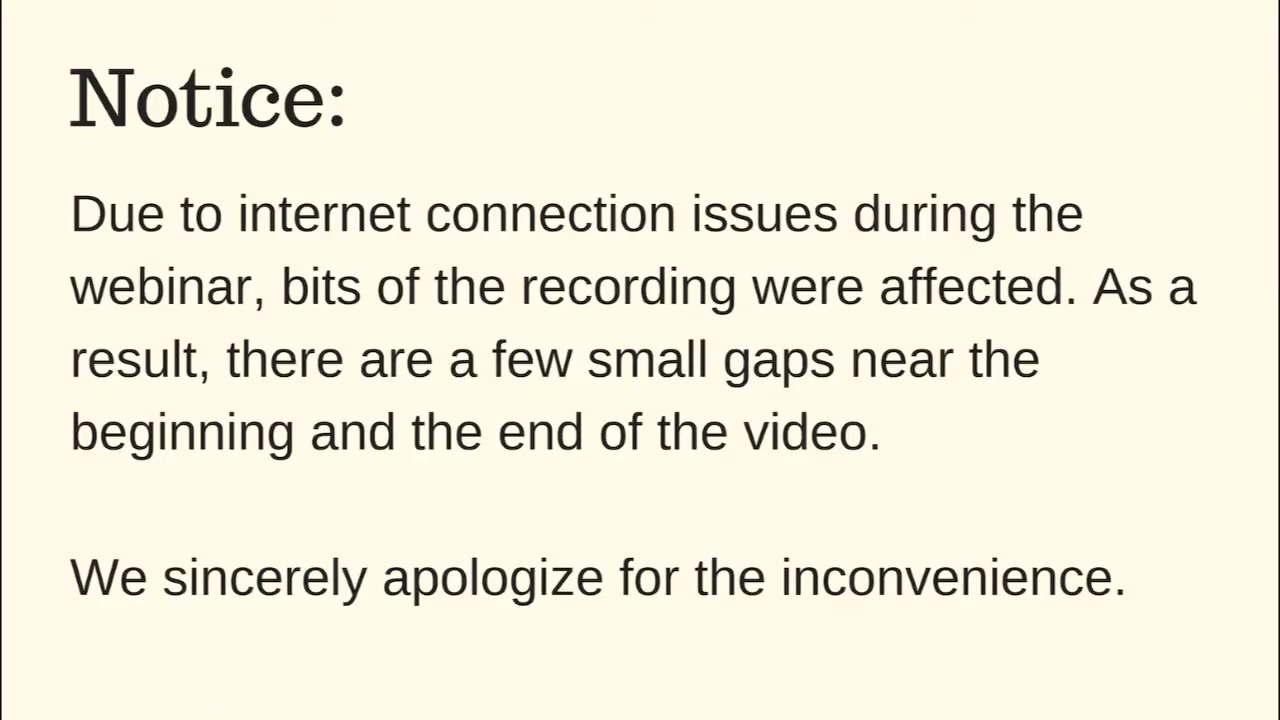 Notice:
Due to internet connection issues during the
webinar, bits of the recording were affected. As a
result, there are a few small gaps near the
beginning and the end of the video.
We sincerely apologize for the inconvenience.